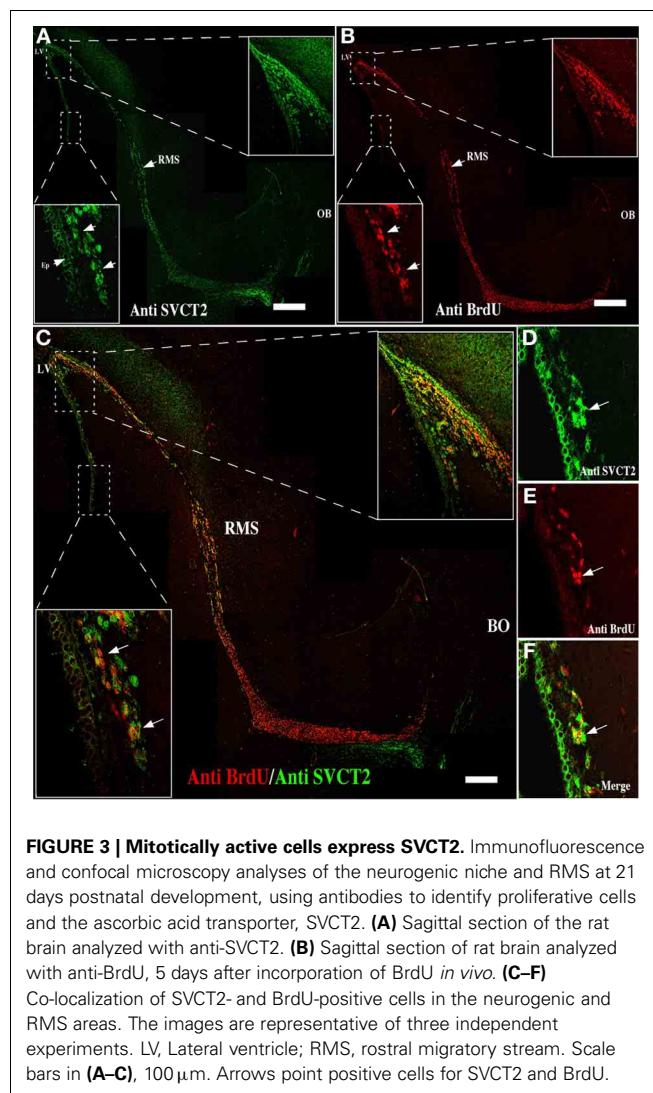 A
LV
RMS
OB
Ep
Anti SVCT2
B
LV
RMS
OB
Anti BrdU
C
LV
RMS
BO
Anti BrdU/Anti SVCT2
D
Anti SVCT2
E
Anti BrdU
F
Merge
FIGURE 3 | Mitotically active cells express SVCT2. Immunofluorescence
and confocal microscopy analyses of the neurogenic niche and RMS at 21
days postnatal development, using antibodies to identify proliferative cells
and the ascorbic acid transporter, SVCT2. (A) Sagittal section of the rat
brain analyzed with anti-SVCT2. (B) Sagittal section of rat brain analyzed
with anti-BrdU, 5 days after incorporation of BrdU in vivo. (C–F)
Co-localization of SVCT2- and BrdU-positive cells in the neurogenic and
RMS areas. The images are representative of three independent
experiments. LV, Lateral ventricle; RMS, rostral migratory stream. Scale
bars in (A–C), 100 μm. Arrows point positive cells for SVCT2 and BrdU.